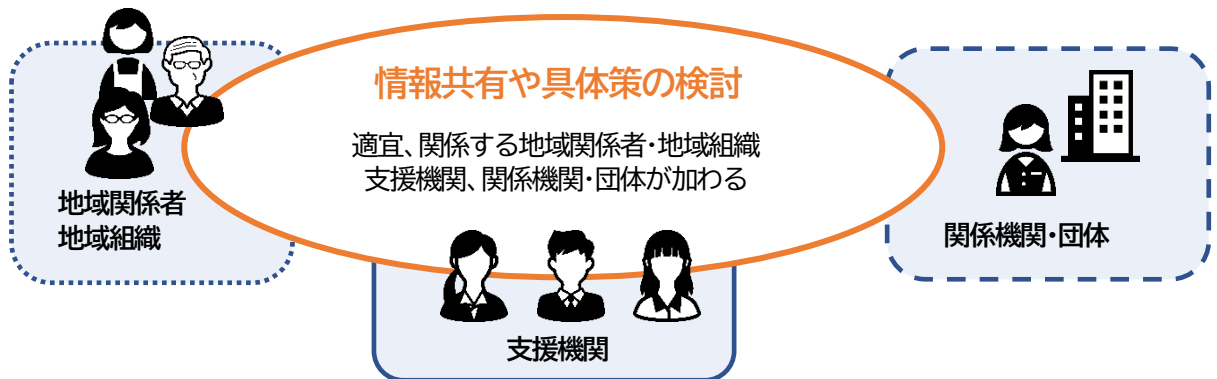 情報共有や具体策の検討
適宜、関係する地域関係者・地域組織
支援機関、関係機関・団体が加わる
地域関係者
地域組織
関係機関・団体
支援機関